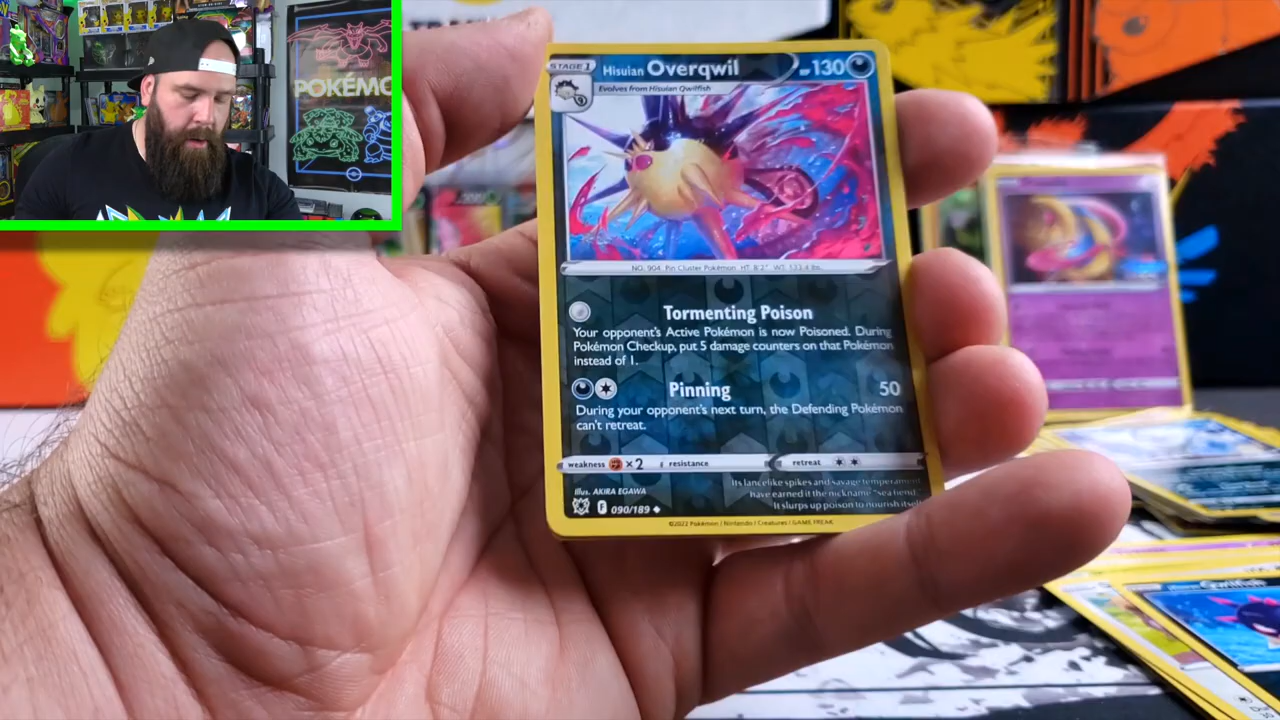 POKÉMO
STAGE 1
Hisuian Overqwil
HP 130
Evolves from Hisuian Qwilfish
NO. 904 Pin Cluster Pokémon HT: 8'2" WT: 133.4 lbs.
Tormenting Poison
Your opponent's Active Pokémon is now Poisoned. During
Pokémon Checkup, put 5 damage counters on that Pokémon
instead of 1.
Pinning 50
During your opponent's next turn, the Defending Pokémon
can't retreat.
weakness ×2 resistance retreat
Its lancelike spikes and savage temperament
have earned it the nickname "sea fiend."
It slurps up poison to nourish itself
Illus. AKIRA EGAWA
F 090/189
©2022 Pokémon / Nintendo / Creatures / GAME FREAK
Qwilfish